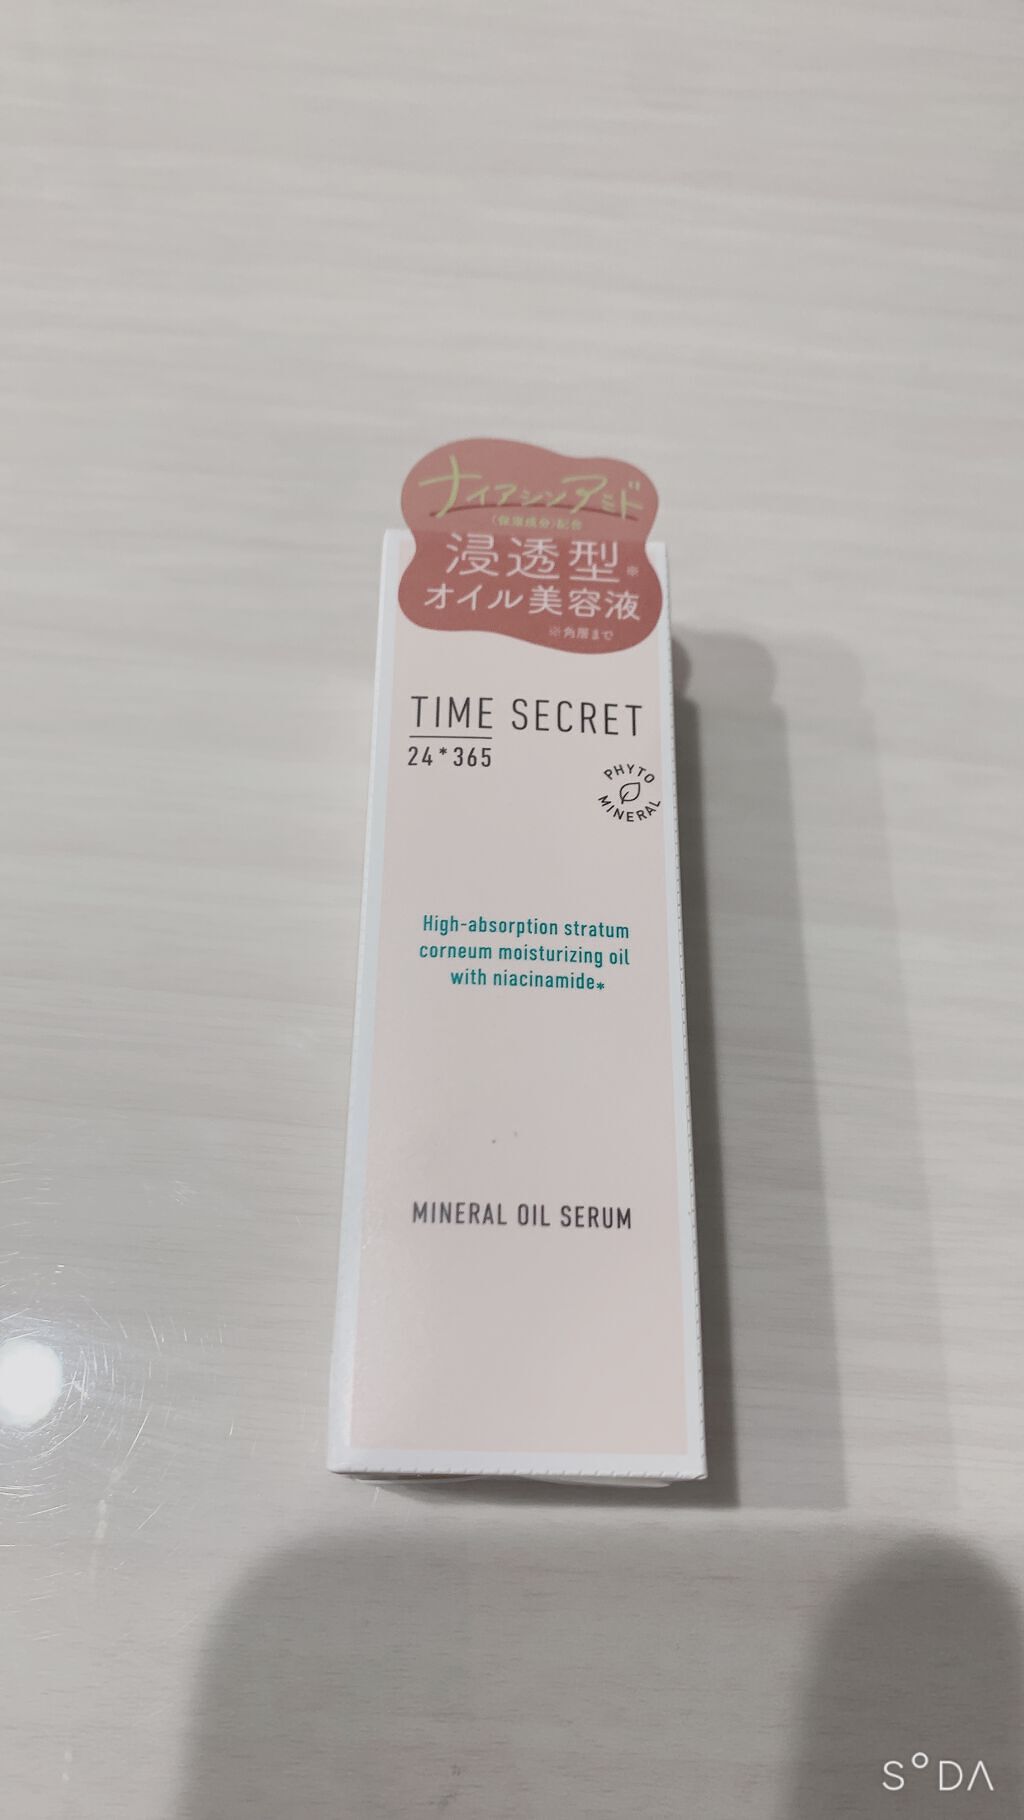 ナイアシンアミド
(保湿成分)配合
浸透型※
オイル美容液
※角層まで
TIME SECRET
24*365
PHYTO
MINERAL
High-absorption stratum
corneum moisturizing oil
with niacinamide*
MINERAL OIL SERUM
SODA